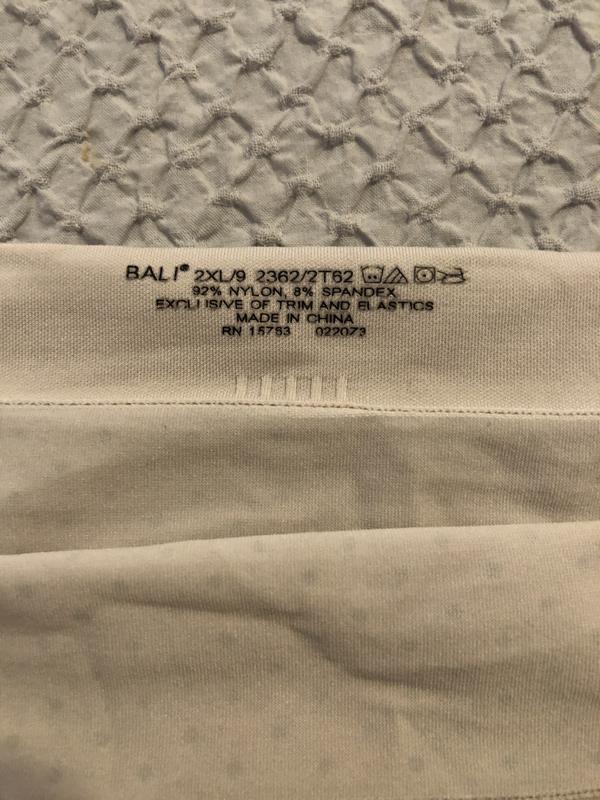 BALI® 2XL/9 2362/2T62
92% NYLON, 8% SPANDEX
EXCLUSIVE OF TRIM AND ELASTICS
MADE IN CHINA
RN 15763 022073